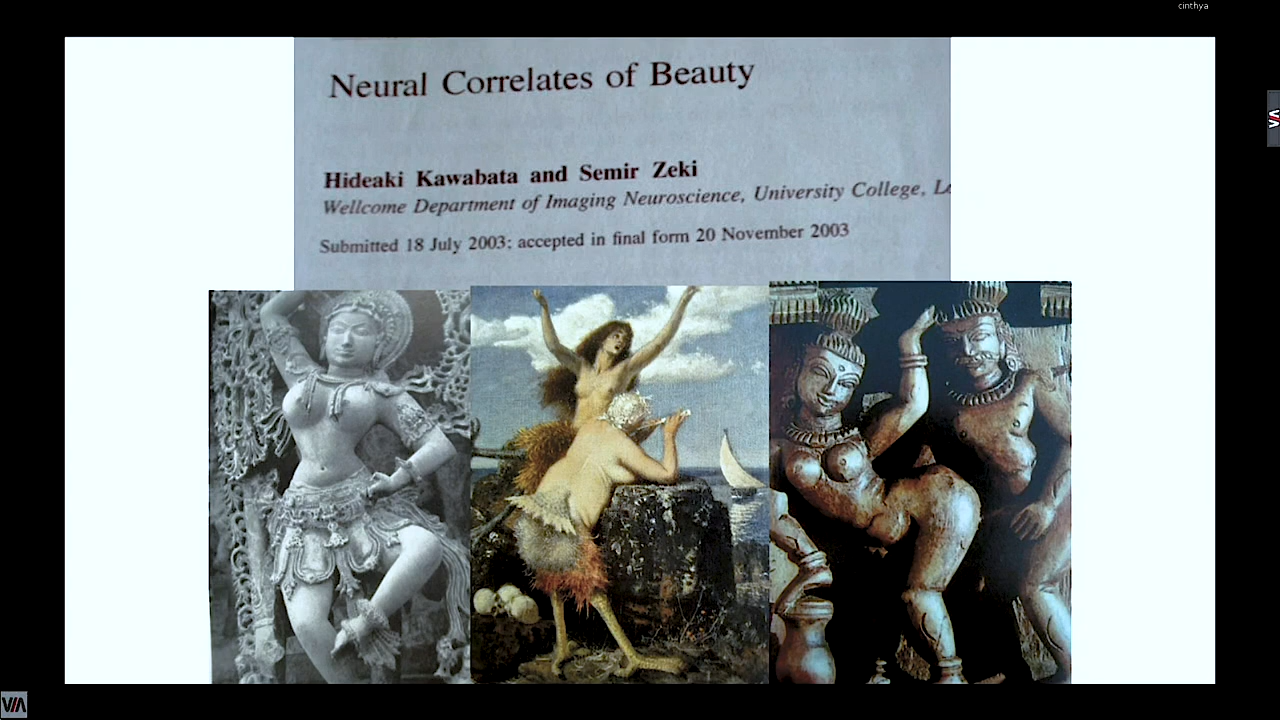 cinthya
Neural Correlates of Beauty
Hideaki Kawabata and Semir Zeki
Wellcome Department of Imaging Neuroscience, University College,
Submitted 18 July 2003; accepted in final form 20 November 2003
VIA